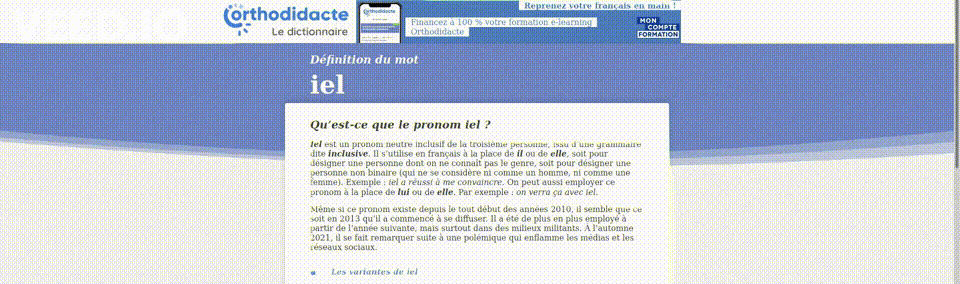 Orthodidacte
Le dictionnaire
Reprenez votre français en main !
Financez à 100 % votre formation e-learning
Orthodidacte
MON
COMPTE
FORMATION
Définition du mot
iel
Qu’est-ce que le pronom iel ?
Iel est un pronom neutre inclusif de la troisième personne, issu d’une grammaire
dite inclusive. Il s’utilise en français à la place de il ou de elle, soit pour
désigner une personne dont on ne connaît pas le genre, soit pour désigner une
personne non binaire (qui ne se considère ni comme un homme, ni comme une
femme). Exemple : iel a réussi à me convaincre. On peut aussi employer ce
pronom à la place de lui ou de elle. Par exemple : on verra ça avec iel.
Même si ce pronom existe depuis le tout début des années 2010, il semble que ce
soit en 2013 qu’il a commencé à se diffuser. Il a été de plus en plus employé à
partir de l’année suivante, mais surtout dans des milieux militants. À l’automne
2021, il se fait remarquer suite à une polémique qui enflamme les médias et les
réseaux sociaux.
Les variantes de iel